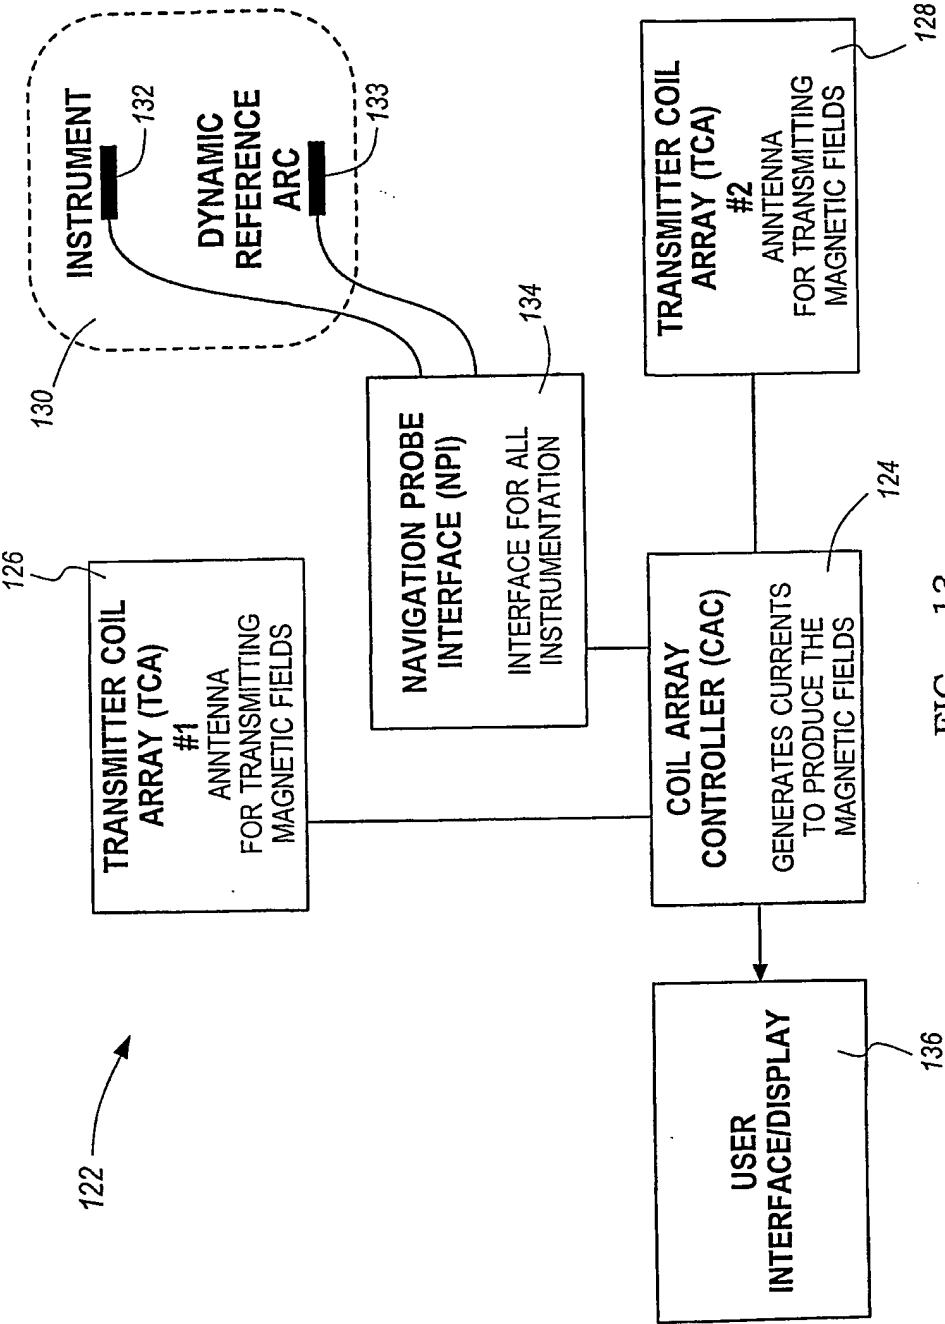 122
126
TRANSMITTER COIL
ARRAY (TCA)
#1
ANNTENNA
FOR TRANSMITTING
MAGNETIC FIELDS
130
INSTRUMENT
132
DYNAMIC
REFERENCE
ARC
133
NAVIGATION PROBE
INTERFACE (NPI)
INTERFACE FOR ALL
INSTRUMENTATION
134
USER
INTERFACE/DISPLAY
136
COIL ARRAY
CONTROLLER (CAC)
GENERATES CURRENTS
TO PRODUCE THE
MAGNETIC FIELDS
124
TRANSMITTER COIL
ARRAY (TCA)
#2
ANNTENNA
FOR TRANSMITTING
MAGNETIC FIELDS
128